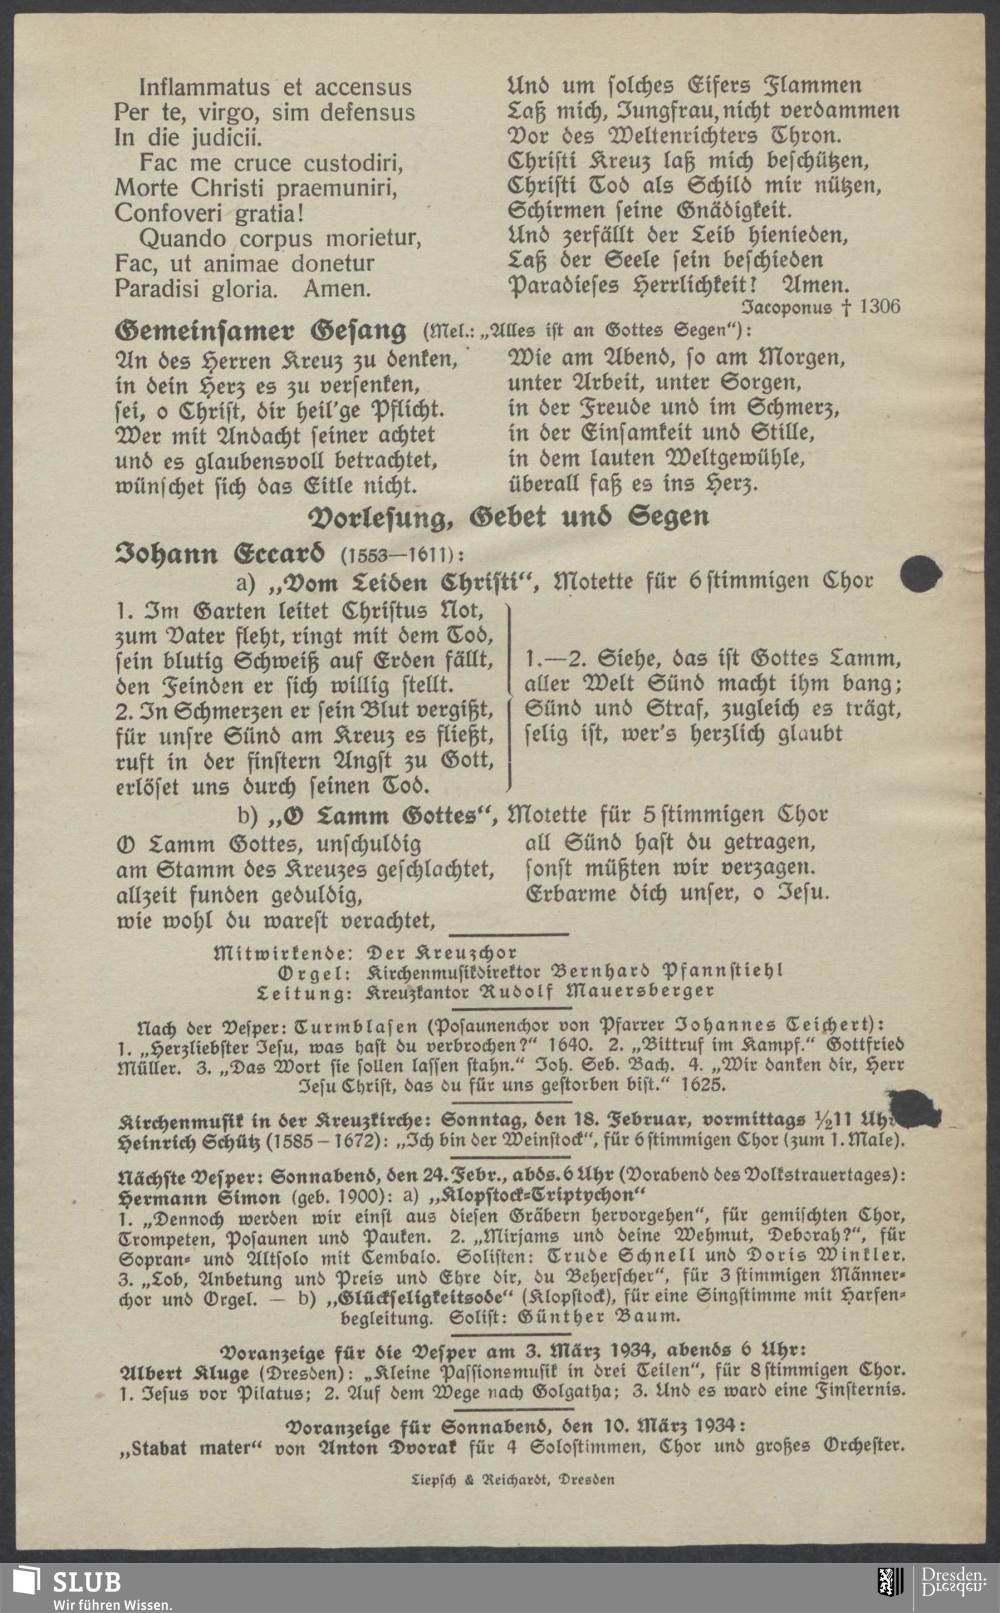 Inflammatus et accensus
Per te, virgo, sim defensus
In die judicii.
Fac me cruce custodiri,
Morte Christi praemuniri,
Confoveri gratia!
Quando corpus morietur,
Fac, ut animae donetur
Paradisi gloria. Amen.
Und um solches Eifers Flammen
Laß mich, Jungfrau, nicht verdammen
Vor des Weltenrichters Thron.
Christi Kreuz laß mich beschützen,
Christi Tod als Schild mir nützen,
Schirmen seine Gnädigkeit.
Und zerfällt der Leib hienieden,
Laß der Seele sein beschieden
Paradieses Herrlichkeit! Amen.
Jacoponus † 1306
Gemeinsamer Gesang (Mel.: „Alles ist an Gottes Segen“):
An des Herren Kreuz zu denken,
in dein Herz es zu versenken,
sei, o Christ, dir heil'ge Pflicht.
Wer mit Andacht seiner achtet
und es glaubensvoll betrachtet,
wünschet sich das Eitle nicht.
Wie am Abend, so am Morgen,
unter Arbeit, unter Sorgen,
in der Freude und im Schmerz,
in der Einsamkeit und Stille,
in dem lauten Weltgewühle,
überall faß es ins Herz.
Vorlesung, Gebet und Segen
Johann Eccard (1553—1611):
a) „Vom Leiden Christi“, Motette für 6 stimmigen Chor
1. Im Garten leitet Christus Not,
zum Vater fleht, ringt mit dem Tod,
sein blutig Schweiß auf Erden fällt,
den Feinden er sich willig stellt.
2. In Schmerzen er sein Blut vergißt,
für unsre Sünd am Kreuz es fließt,
ruft in der finstern Angst zu Gott,
erlöset uns durch seinen Tod.
1.—2. Siehe, das ist Gottes Lamm,
aller Welt Sünd macht ihm bang;
Sünd und Straf, zugleich es trägt,
selig ist, wer's herzlich glaubt
b) „O Lamm Gottes“, Motette für 5 stimmigen Chor
O Lamm Gottes, unschuldig
am Stamm des Kreuzes geschlachtet,
allzeit funden geduldig,
wie wohl du warest verachtet,
all Sünd hast du getragen,
sonst müßten wir verzagen.
Erbarme dich unser, o Jesu.
Mitwirkende: Der Kreuzchor
Orgel: Kirchenmusikdirektor Bernhard Pfannstiehl
Leitung: Kreuzkantor Rudolf Mauersberger
Nach der Vesper: Turmblasen (Posaunenchor von Pfarrer Johannes Teichert):
1. „Herzliebster Jesu, was hast du verbrochen?“ 1640. 2. „Bittruf im Kampf.“ Gottfried
Müller. 3. „Das Wort sie sollen lassen stahn.“ Joh. Seb. Bach. 4. „Wir danken dir, Herr
Jesu Christ, das du für uns gestorben bist.“ 1625.
Kirchenmusik in der Kreuzkirche: Sonntag, den 18. Februar, vormittags ½11 Uhr
Heinrich Schütz (1585 – 1672): „Ich bin der Weinstock“, für 6 stimmigen Chor (zum 1. Male).
Nächste Vesper: Sonnabend, den 24. Febr., abds. 6 Uhr (Vorabend des Volkstrauertages):
Hermann Simon (geb. 1900): a) „Klopstock-Triptychon“
1. „Dennoch werden wir einst aus diesen Gräbern hervorgehen“, für gemischten Chor,
Trompeten, Posaunen und Pauken. 2. „Mirjams und deine Wehmut, Deborah?“, für
Sopran- und Altsolo mit Cembalo. Solisten: Trude Schnell und Doris Winkler.
3. „Lob, Anbetung und Preis und Ehre dir, du Beherscher“, für 3 stimmigen Männer-
chor und Orgel. — b) „Glückseligkeitsode“ (Klopstock), für eine Singstimme mit Harfen-
begleitung. Solist: Günther Baum.
Voranzeige für die Vesper am 3. März 1934, abends 6 Uhr:
Albert Kluge (Dresden): „Kleine Passionsmusik in drei Teilen“, für 8 stimmigen Chor.
1. Jesus vor Pilatus; 2. Auf dem Wege nach Golgatha; 3. Und es ward eine Finsternis.
Voranzeige für Sonnabend, den 10. März 1934:
„Stabat mater“ von Anton Dvorak für 4 Solostimmen, Chor und großes Orchester.
Liepsch & Reichardt, Dresden
SLUB
Wir führen Wissen.
Dresden.
Dresden.